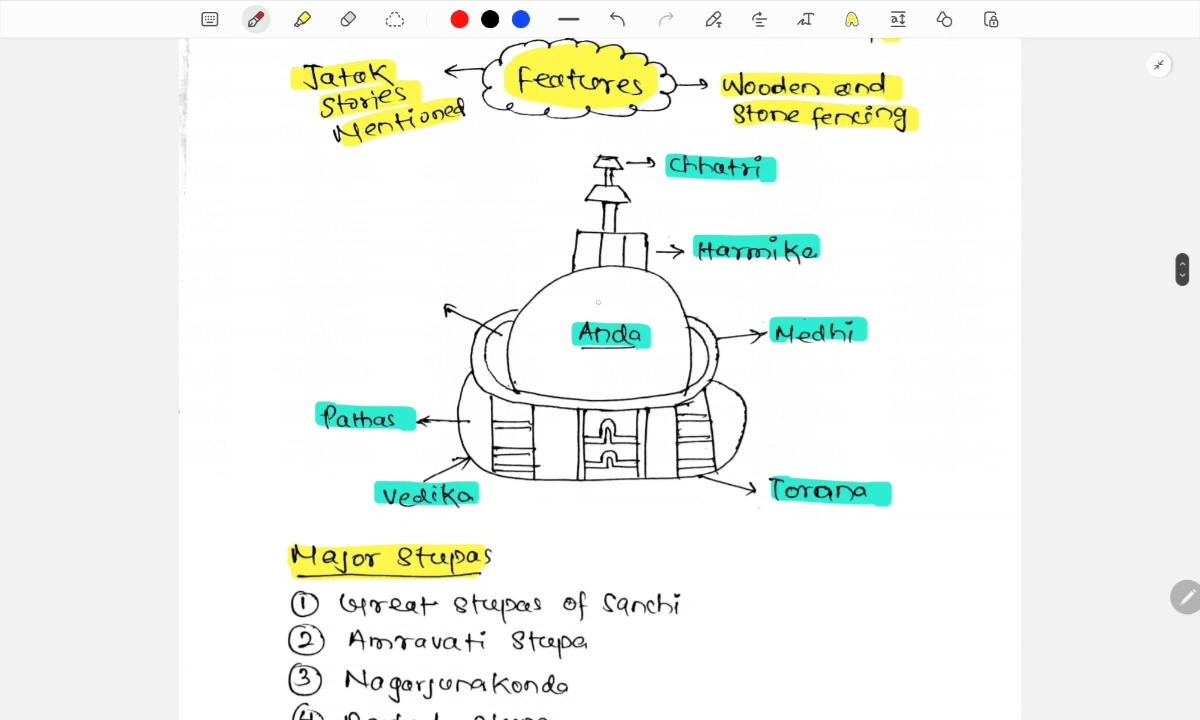 Jatak
Stories
Mentioned
Features
Wooden and
Stone fencing
Chhatri
Harmika
Anda
Medhi
Pathas
Vedika
Torana
Major Stupas
① Great Stupas of Sanchi
② Amravati Stupa
③ Nagarjunakonda